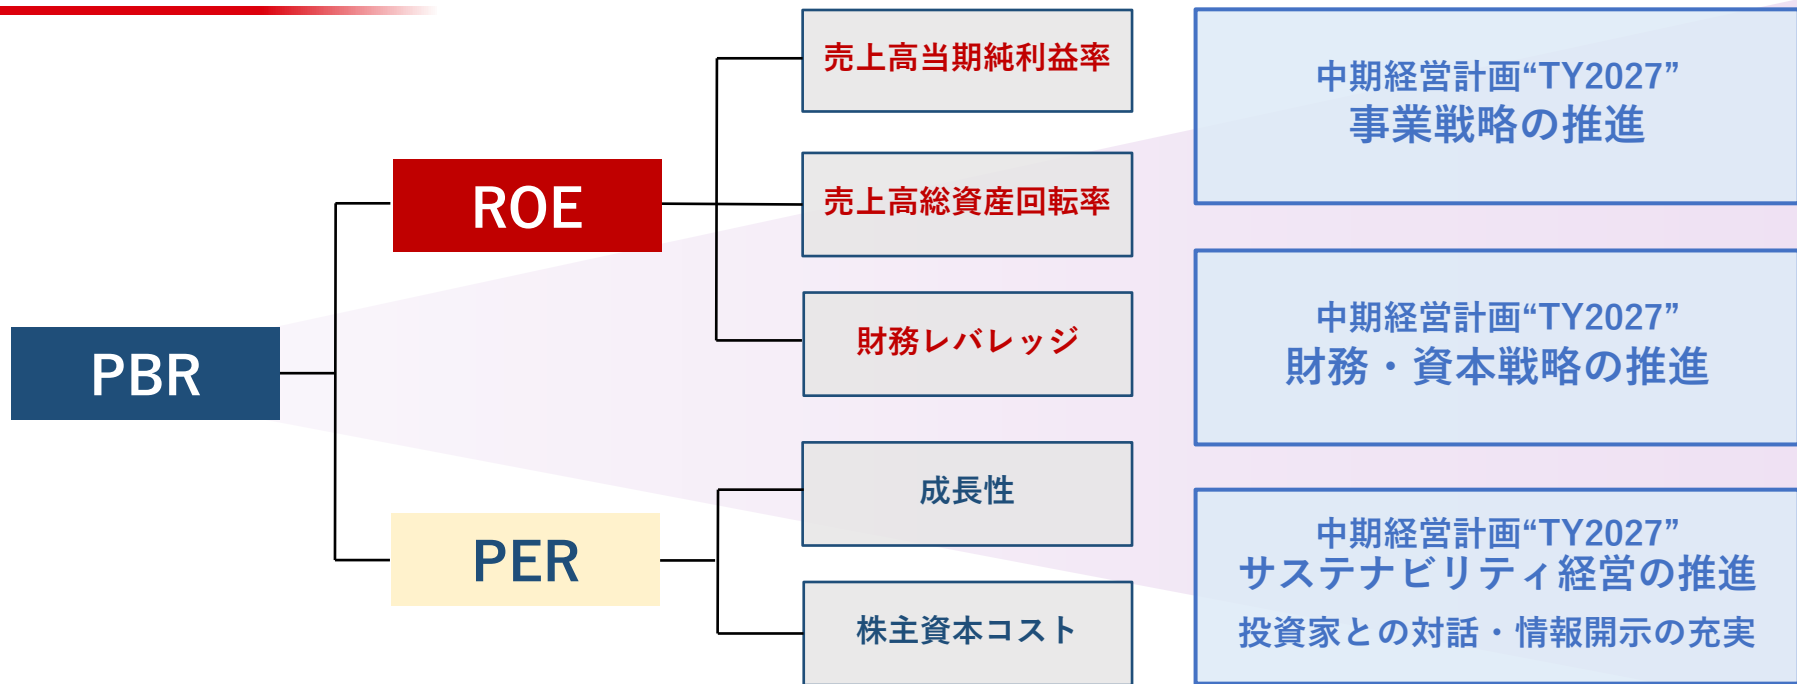 PBR
ROE
PER
売上高当期純利益率
売上高総資産回転率
財務レバレッジ
成長性
株主資本コスト
中期経営計画“TY2027”
事業戦略の推進
中期経営計画“TY2027”
財務・資本戦略の推進
中期経営計画“TY2027”
サステナビリティ経営の推進
投資家との対話・情報開示の充実